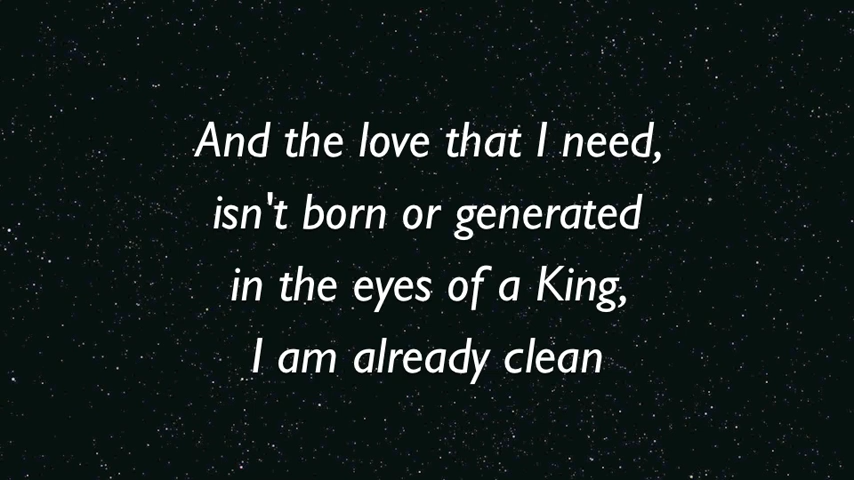 And the love that I need,
isn't born or generated
in the eyes of a King,
I am already clean